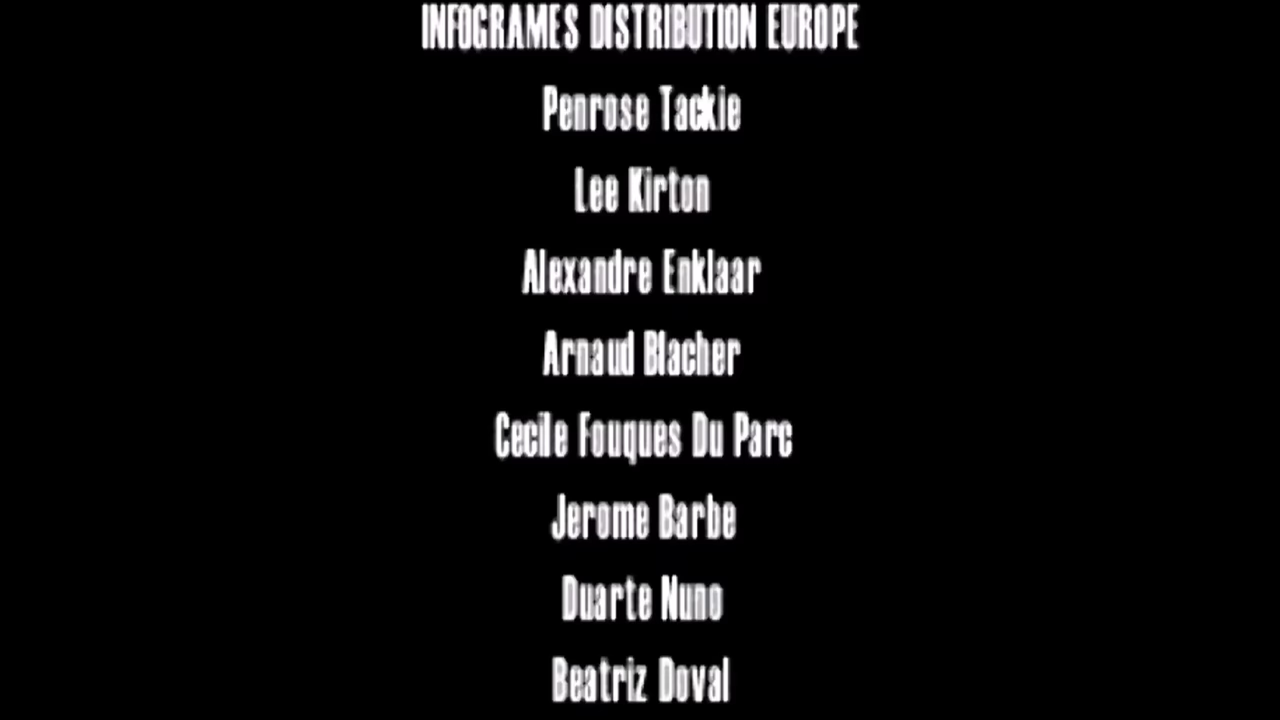 INFOGRAMES DISTRIBUTION EUROPE
Penrose Tackie
Lee Kirton
Alexandre Enklaar
Arnaud Blacher
Cecile Fouques Du Parc
Jerome Barbe
Duarte Nuno
Beatriz Doval